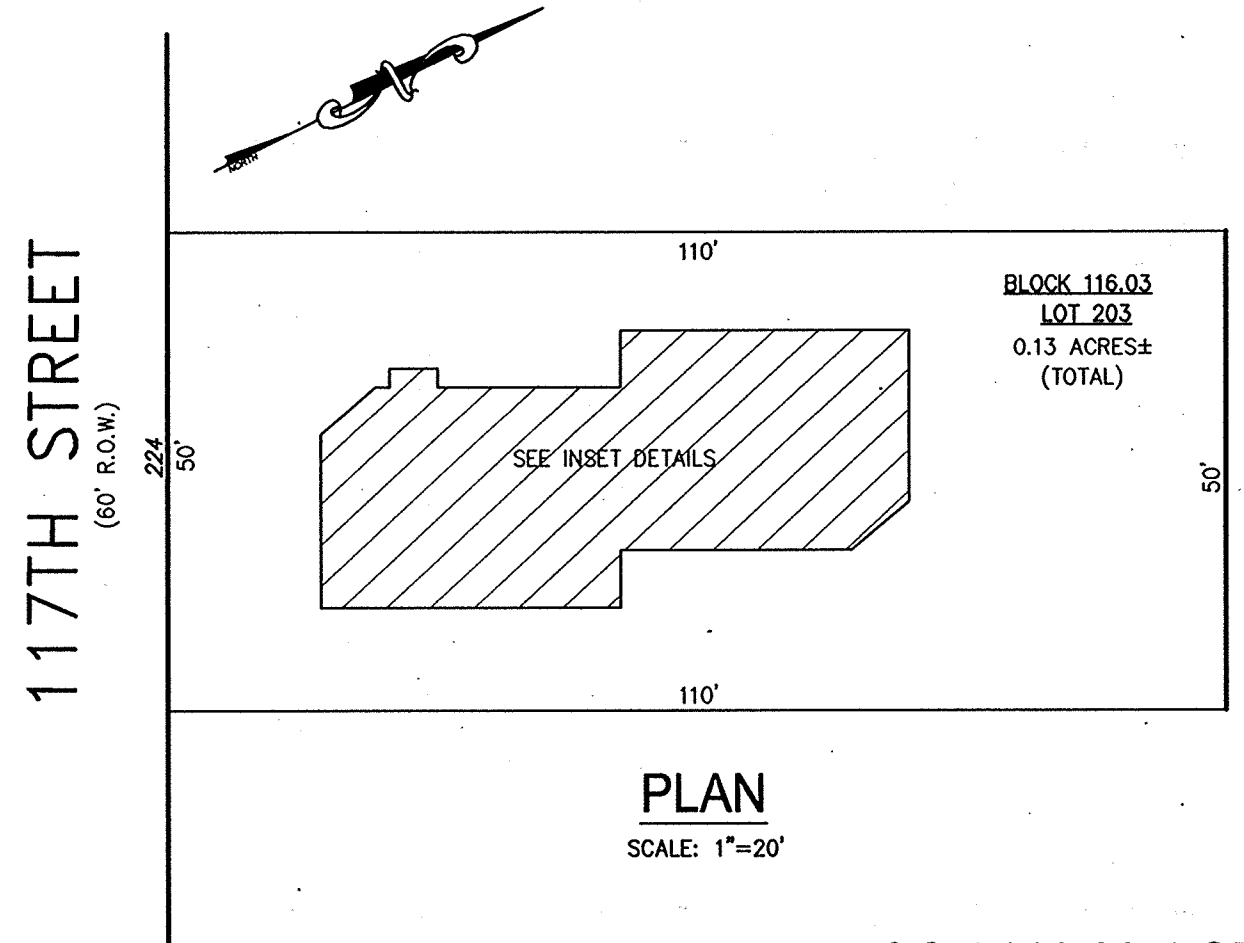 NORTH
117TH STREET
(60' R.O.W.)
224
50'
110'
BLOCK 116.03
LOT 203
0.13 ACRES±
(TOTAL)
SEE INSET DETAILS
50'
110'
PLAN
SCALE: 1"=20'